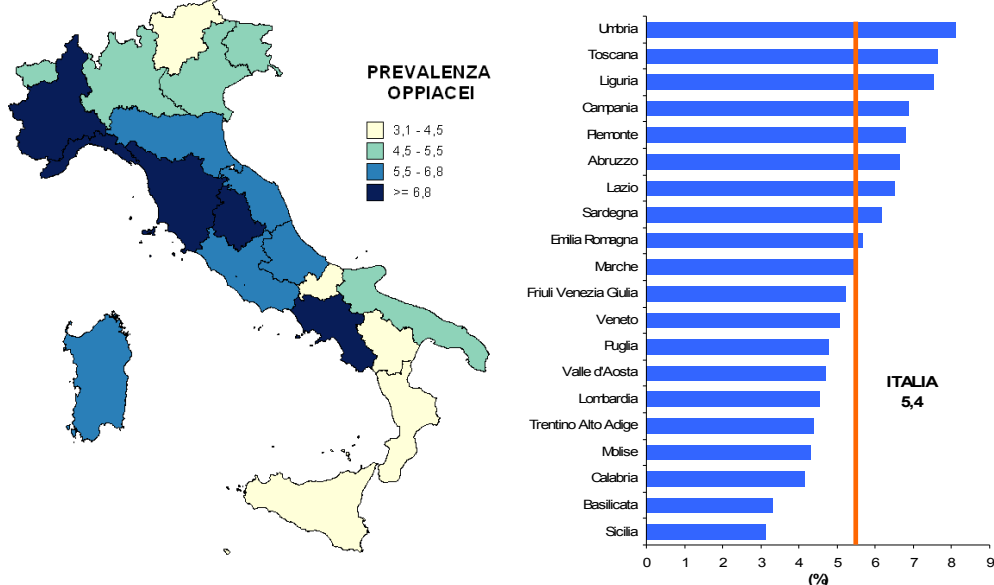 PREVALENZA
OPPIACEI
3,1 - 4,5
4,5 - 5,5
5,5 - 6,8
>= 6,8
Umbria
Toscana
Liguria
Campania
Piemonte
Abruzzo
Lazio
Sardegna
Emilia Romagna
Marche
Friuli Venezia Giulia
Veneto
Puglia
Valle d'Aosta
Lombardia
Trentino Alto Adige
Molise
Calabria
Basilicata
Sicilia
ITALIA
5,4
0 1 2 3 4 5 6 7 8 9
(%)